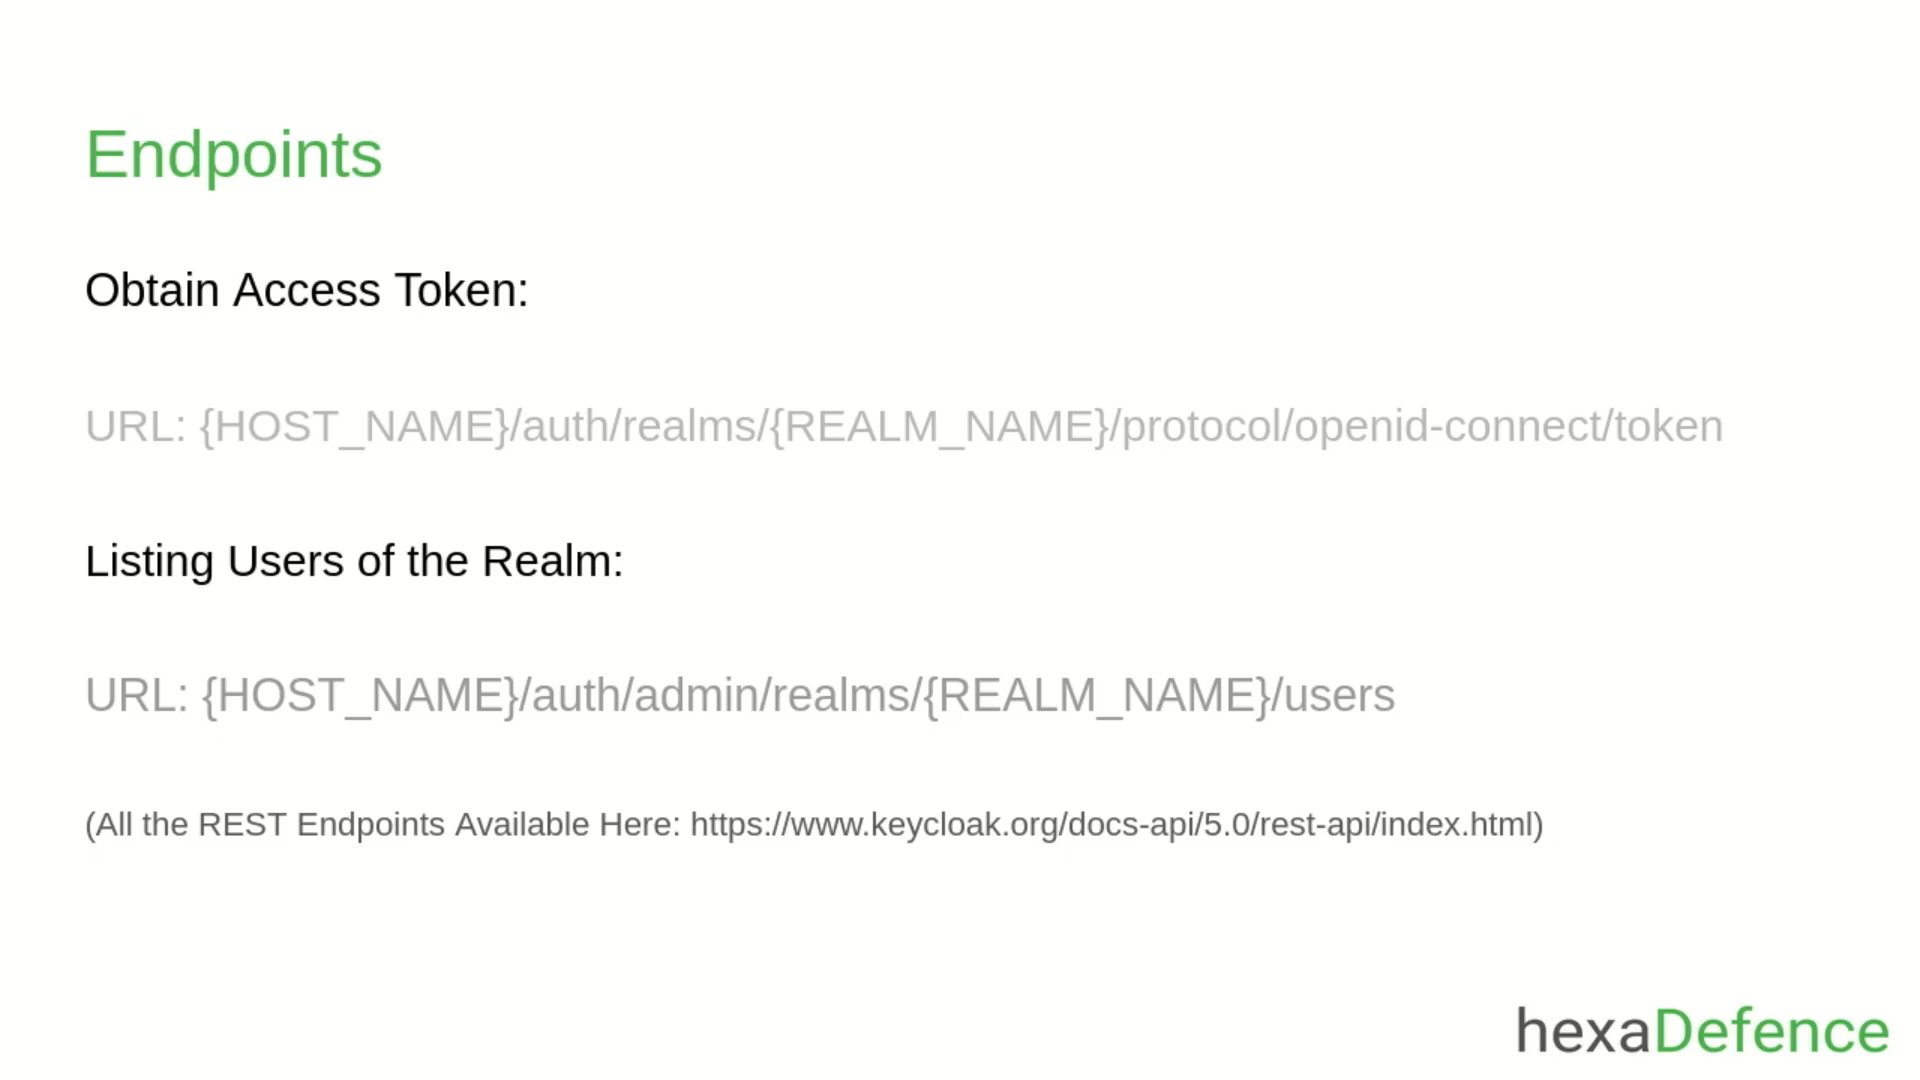 Endpoints
Obtain Access Token:
URL: {HOST_NAME}/auth/realms/{REALM_NAME}/protocol/openid-connect/token
Listing Users of the Realm:
URL: {HOST_NAME}/auth/admin/realms/{REALM_NAME}/users
(All the REST Endpoints Available Here: https://www.keycloak.org/docs-api/5.0/rest-api/index.html)
hexaDefence